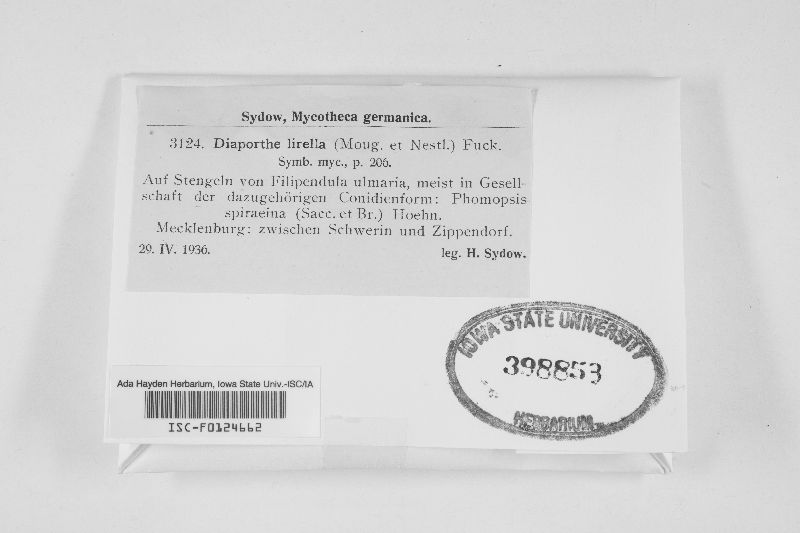 Sydow, Mycotheca germanica.
3124. Diaporthe lirella (Moug. et Nestl.) Fuck.
Symb. myc., p. 206.
Auf Stengeln von Filipendula ulmaria, meist in Gesell-
schaft der dazugehörigen Conidienform: Phomopsis
spiraeina (Sacc. et Br.) Hoehn.
Mecklenburg: zwischen Schwerin und Zippendorf.
29. IV. 1936. leg. H. Sydow.
IOWA STATE UNIVERSITY
398853
HERBARIUM
Ada Hayden Herbarium, Iowa State Univ.-ISC/IA
ISC-F0124662